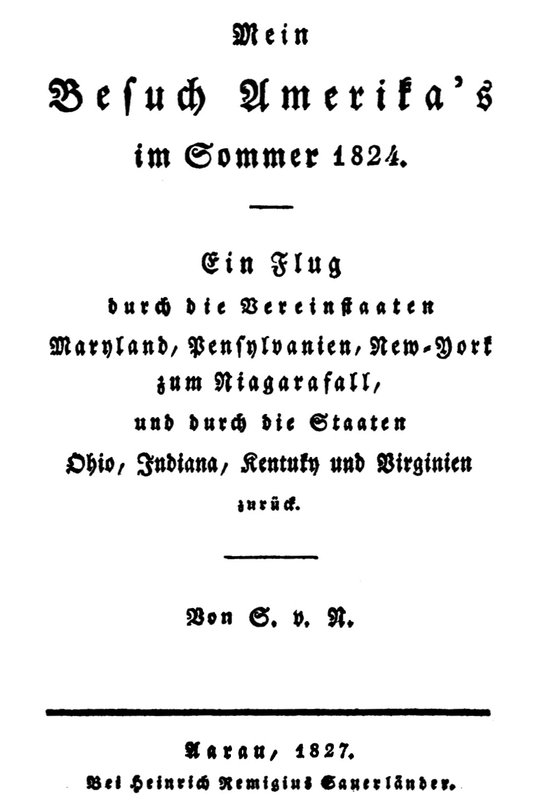 Mein
Besuch Amerika's
im Sommer 1824.
Ein Flug
durch die Vereinstaaten
Maryland, Pensylvanien, New-York
zum Niagarafall,
und durch die Staaten
Ohio, Indiana, Kentuky und Virginien
zurück.
Von S. v. N.
Aarau, 1827.
Bei Heinrich Remigius Sauerländer.